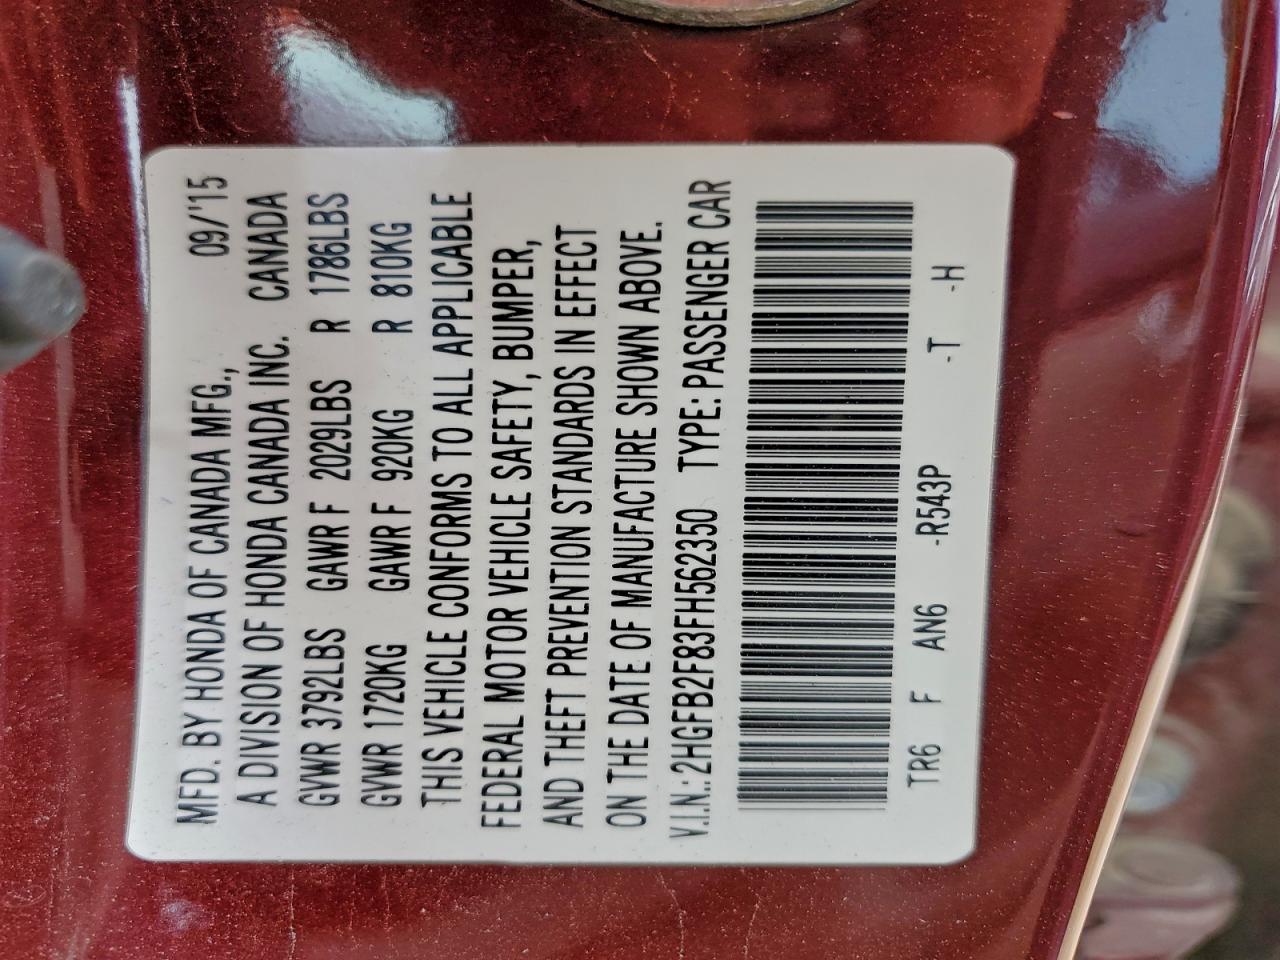 MFD. BY HONDA OF CANADA MFG., 09/'15
A DIVISION OF HONDA CANADA INC. CANADA
GVWR 3792LBS GAWR F 2029LBS R 1786LBS
GVWR 1720KG GAWR F 920KG R 810KG
THIS VEHICLE CONFORMS TO ALL APPLICABLE
FEDERAL MOTOR VEHICLE SAFETY, BUMPER,
AND THEFT PREVENTION STANDARDS IN EFFECT
ON THE DATE OF MANUFACTURE SHOWN ABOVE.
V.I.N.:2HGFB2F83FH562350 TYPE: PASSENGER CAR
TR6 F AN6 -R543P -T -H